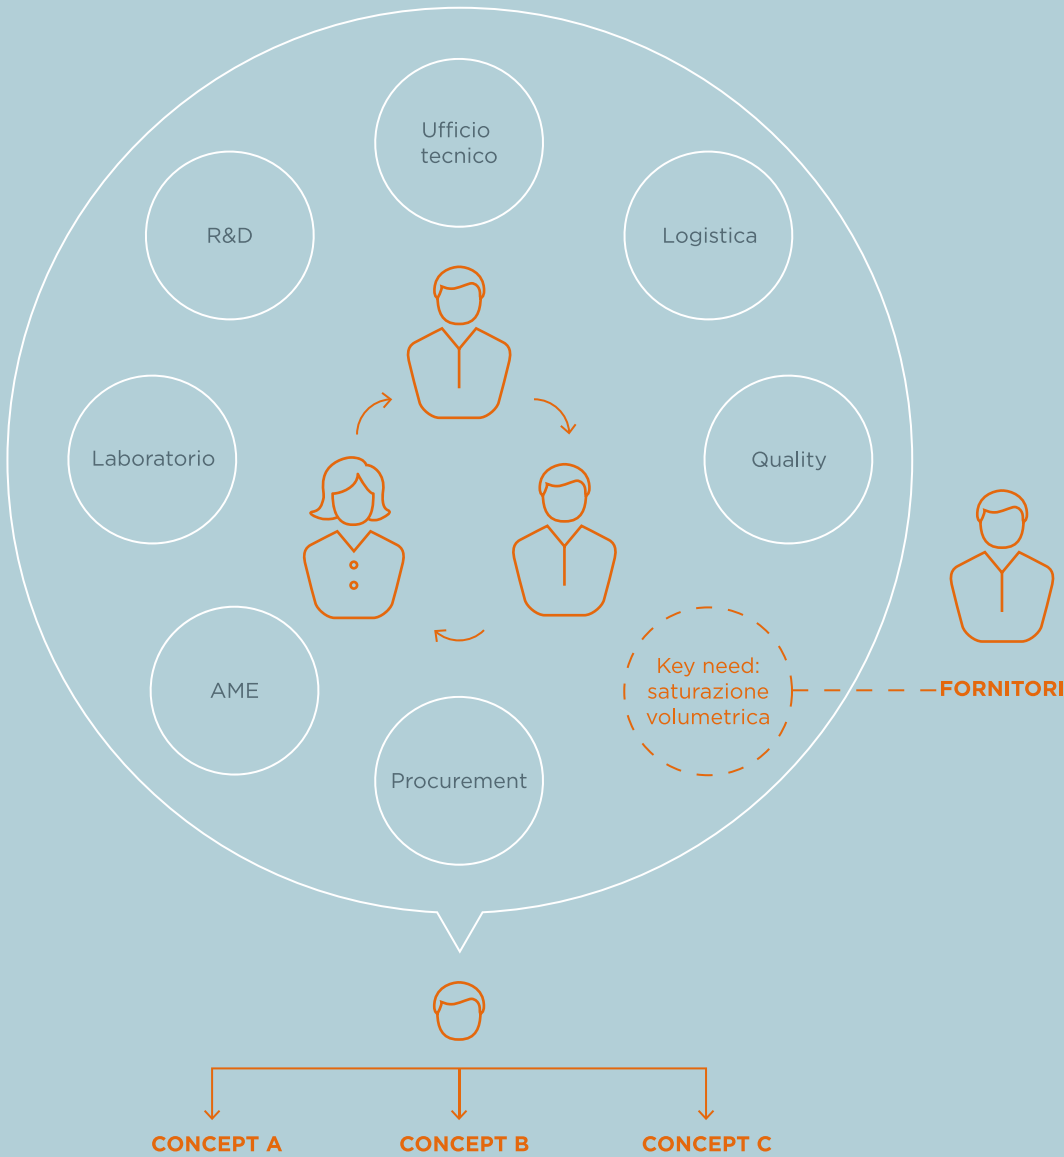 Ufficio
tecnico
R&D
Logistica
Laboratorio
Quality
AME
Key need:
saturazione
volumetrica
FORNITORI
Procurement
CONCEPT A
CONCEPT B
CONCEPT C